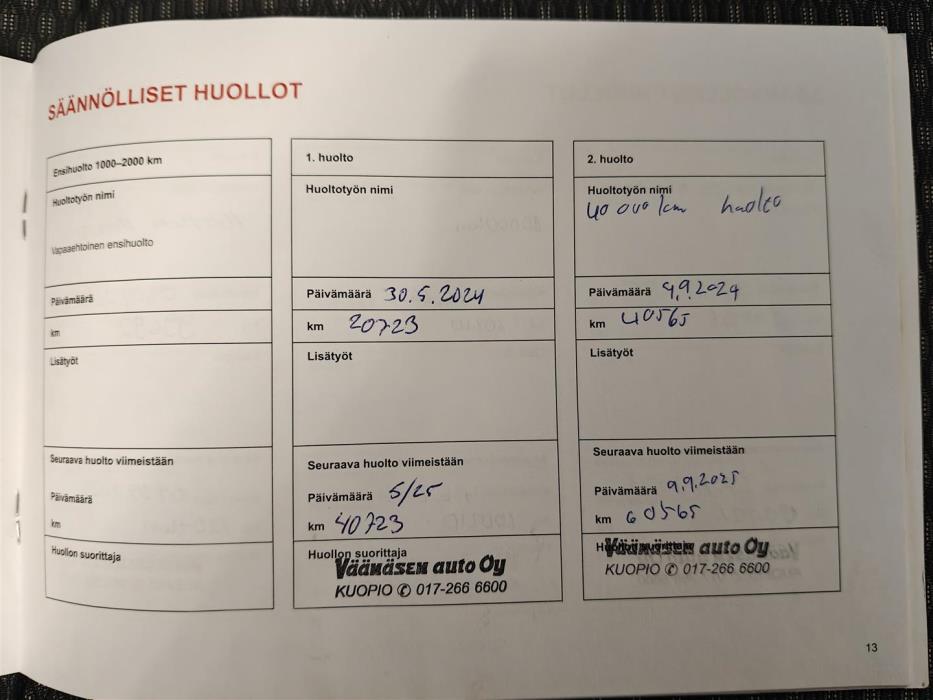 SÄÄNNÖLLISET HUOLLOT
Ensihuolto 1000–2000 km
Huoltotyön nimi
Vapaaehtoinen ensihuolto
Päivämäärä
km
Lisätyöt
Seuraava huolto viimeistään
Päivämäärä
km
Huollon suorittaja
1. huolto
Huoltotyön nimi
Päivämäärä 30.5.2024
km 20723
Lisätyöt
Seuraava huolto viimeistään
Päivämäärä 5/25
km 40723
Huollon suorittaja
Väänäsen auto Oy
KUOPIO ✆ 017-266 6600
2. huolto
Huoltotyön nimi
40 000 km huolto
Päivämäärä 9.9.2024
km 40565
Lisätyöt
Seuraava huolto viimeistään
Päivämäärä 9.9.2025
km 60565
Huollon suorittaja
Väänäsen auto Oy
KUOPIO ✆ 017-266 6600
13